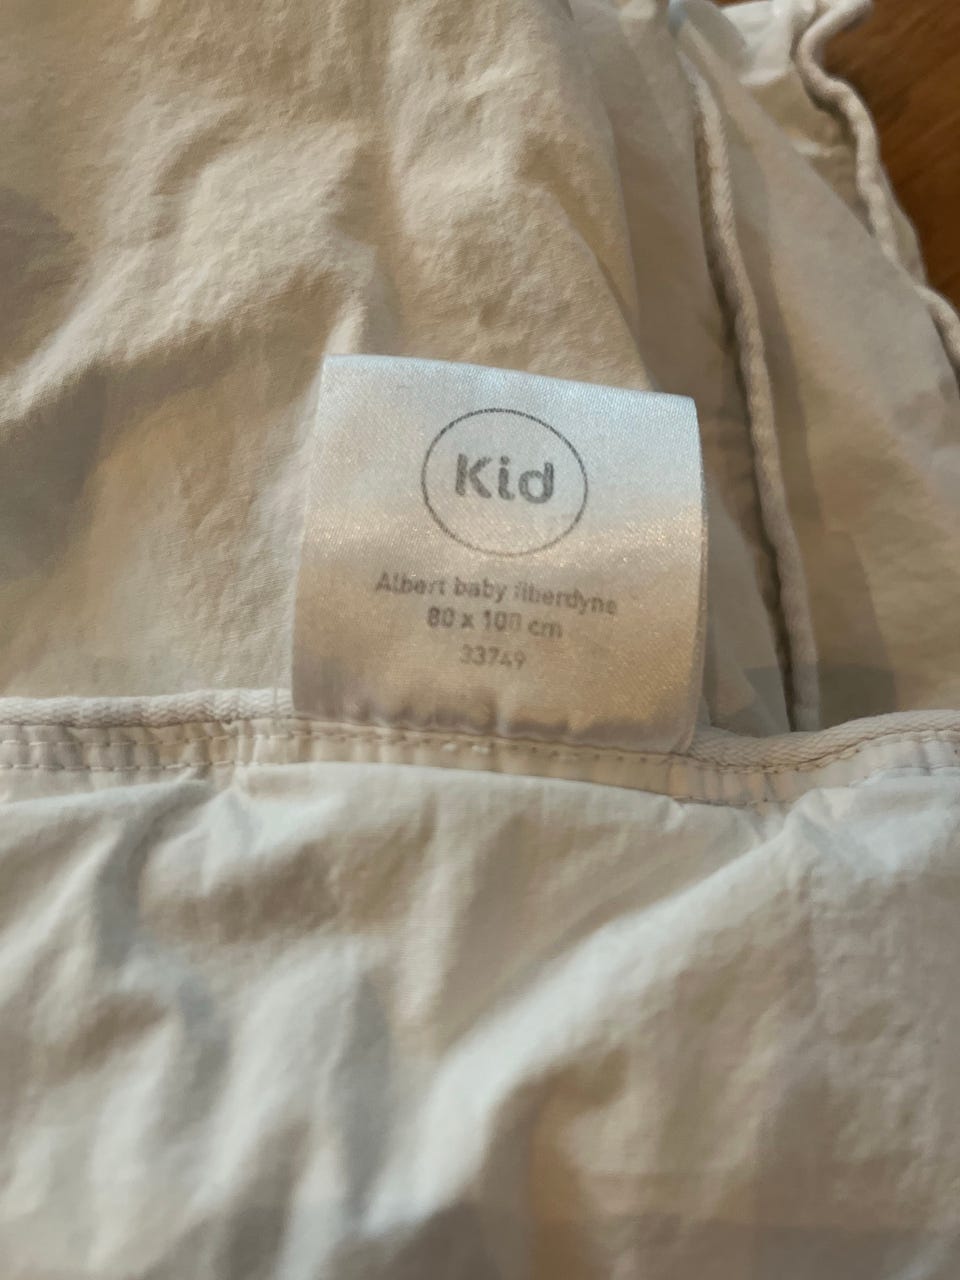 Kid
Albert baby fiberdyne
80 x 100 cm
33749